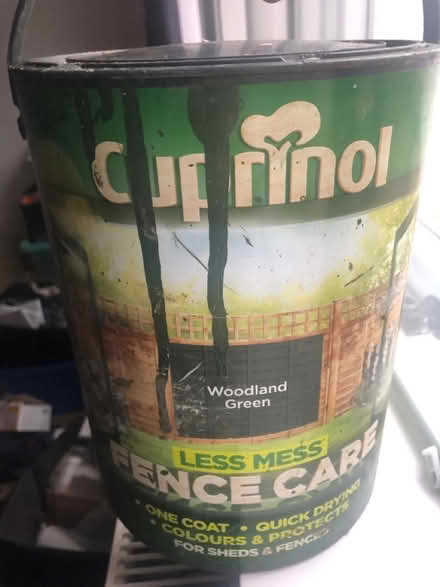 Cuprinol
Woodland
Green
LESS MESS
FENCE CARE
• ONE COAT • QUICK DRYING
• COLOURS & PROTECTS
FOR SHEDS & FENCES